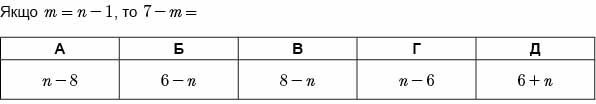 Якщо m = n − 1, то 7 − m =
А Б В Г Д
n − 8 6 − n 8 − n n − 6 6 + n